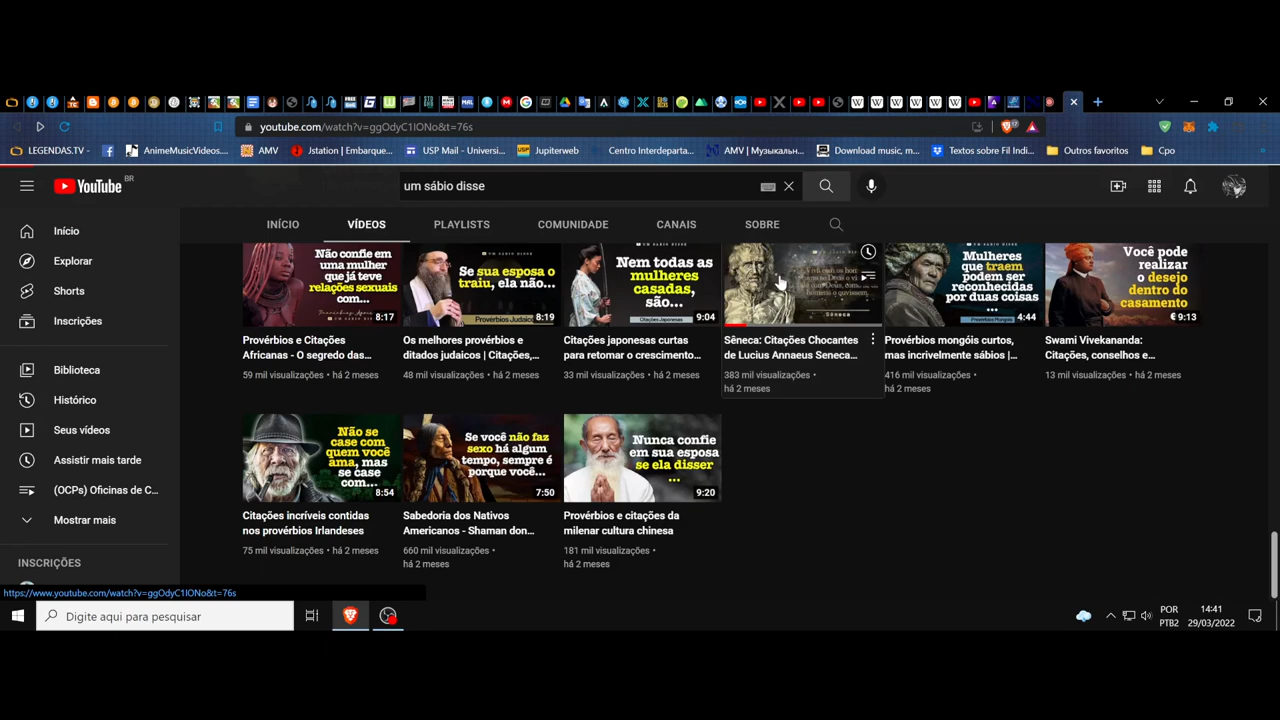 youtube.com/watch?v=ggOdyC1IONo&t=76s
LEGENDAS.TV
AnimeMusicVideos...
AMV
Jstation | Embarque...
USP Mail - Universi...
Jupiterweb
Centro Interdeparta...
AMV | Музыкальн...
Download music, m...
Textos sobre Fil Indi...
Outros favoritos
Cpo
YouTube BR
um sábio disse
Início
Explorar
Shorts
Inscrições
Biblioteca
Histórico
Seus vídeos
Assistir mais tarde
(OCPs) Oficinas de C...
Mostrar mais
INSCRIÇÕES
INÍCIO
VÍDEOS
PLAYLISTS
COMUNIDADE
CANAIS
SOBRE
Não confie em
uma mulher
que já teve
relações sexuais
com...
8:17
Provérbios e Citações
Africanas - O segredo das...
59 mil visualizações • há 2 meses
Se sua esposa o
traiu, ela não...
Provérbios Judaicos
8:19
Os melhores provérbios e
ditados judaicos | Citações,...
48 mil visualizações • há 2 meses
Nem todas as
mulheres
casadas,
são...
Citações Japonesas
9:04
Citações japonesas curtas
para retomar o crescimento...
33 mil visualizações • há 2 meses
Sêneca
Sêneca: Citações Chocantes
de Lucius Annaeus Seneca...
383 mil visualizações •
há 2 meses
Mulheres
que traem
podem ser
reconhecidas
por duas coisas
4:44
Provérbios mongóis curtos,
mas incrivelmente sábios |...
416 mil visualizações •
há 2 meses
Você pode
realizar
o desejo
dentro do
casamento
9:13
Swami Vivekananda:
Citações, conselhos e...
13 mil visualizações • há 2 meses
Não se
case com
quem você
ama, mas
se case
com...
8:54
Citações incríveis contidas
nos provérbios Irlandeses
75 mil visualizações • há 2 meses
Se você não faz
sexo há algum
tempo, sempre é
porque você...
7:50
Sabedoria dos Nativos
Americanos - Shaman don...
660 mil visualizações •
há 2 meses
Nunca confie
em sua esposa
se ela disser
...
9:20
Provérbios e citações da
milenar cultura chinesa
181 mil visualizações •
há 2 meses
https://www.youtube.com/watch?v=ggOdyC1IONo&t=76s
Digite aqui para pesquisar
POR
PTB2
14:41
29/03/2022